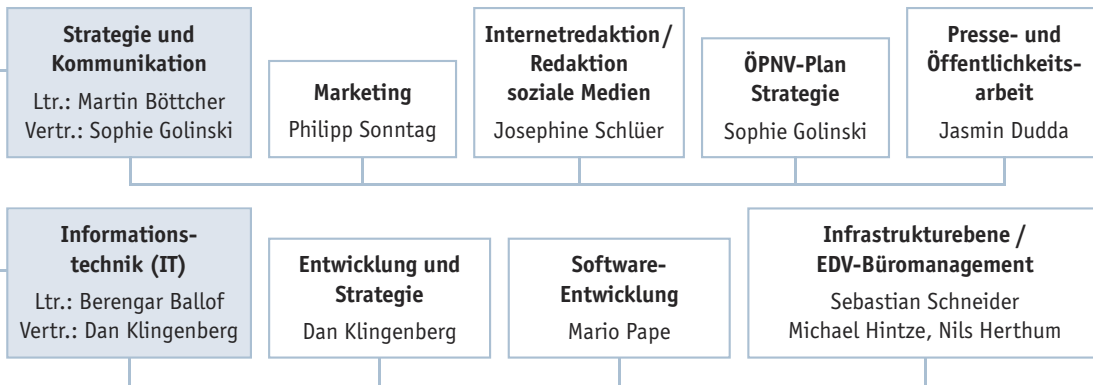 Strategie und
Kommunikation
Ltr.: Martin Böttcher
Vertr.: Sophie Golinski
Marketing
Philipp Sonntag
Internetredaktion/
Redaktion
soziale Medien
Josephine Schlüer
ÖPNV-Plan
Strategie
Sophie Golinski
Presse- und
Öffentlichkeits-
arbeit
Jasmin Dudda
Informations-
technik (IT)
Ltr.: Berengar Ballof
Vertr.: Dan Klingenberg
Entwicklung und
Strategie
Dan Klingenberg
Software-
Entwicklung
Mario Pape
Infrastrukturebene /
EDV-Büromanagement
Sebastian Schneider
Michael Hintze, Nils Herthum